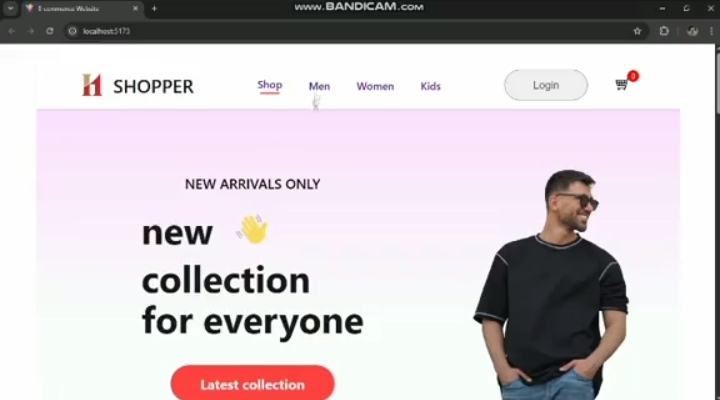 www.BANDICAM.com
E-commerce Website
localhost:5173
SHOPPER
Shop
Men
Women
Kids
Login
0
NEW ARRIVALS ONLY
new
collection
for everyone
Latest collection